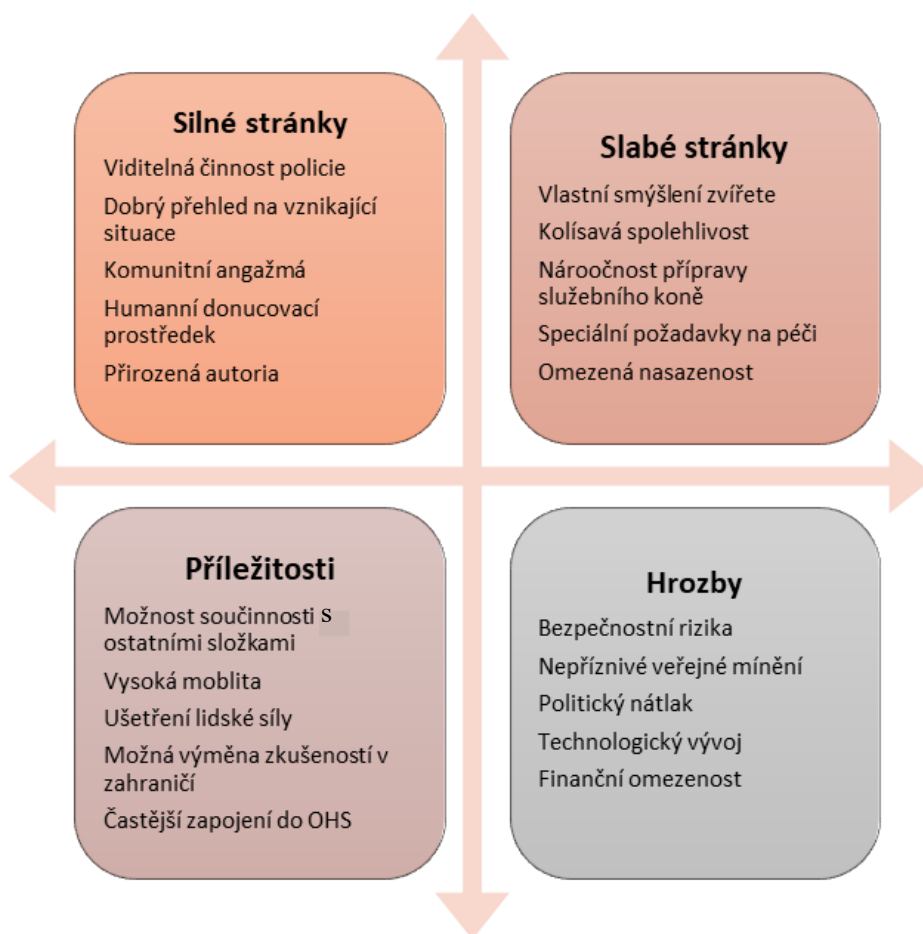 Silné stránky
Viditelná činnost policie
Dobrý přehled na vznikající
situace
Komunitní angažmá
Humanní donucovací
prostředek
Přirozená autoria
Slabé stránky
Vlastní smýšlení zvířete
Kolísavá spolehlivost
Nároočnost přípravy
služebního koně
Speciální požadavky na péči
Omezená nasazenost
Příležitosti
Možnost součinnosti s
ostatními složkami
Vysoká moblita
Ušetření lidské síly
Možná výměna zkušeností v
zahraničí
Častější zapojení do OHS
Hrozby
Bezpečnostní rizika
Nepříznivé veřejné mínění
Politický nátlak
Technologický vývoj
Finanční omezenost